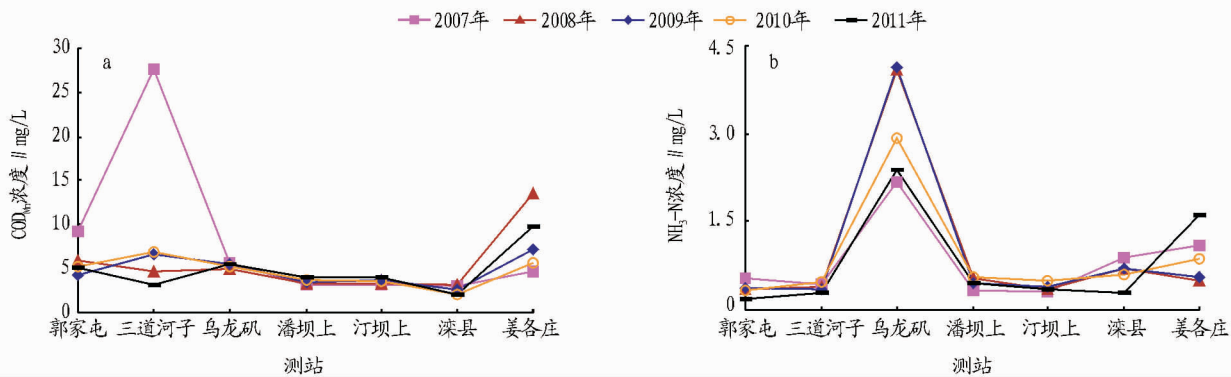 2007年 2008年 2009年 2010年 2011年
a
30
25
20
15
10
5
0
COD_Mn浓度∥mg/L
郭家屯 三道河子 乌龙矶 潘坝上 汀坝上 滦县 姜各庄
测站
b
4.5
3.0
1.5
0
NH₃-N浓度∥mg/L
郭家屯 三道河子 乌龙矶 潘坝上 汀坝上 滦县 姜各庄
测站